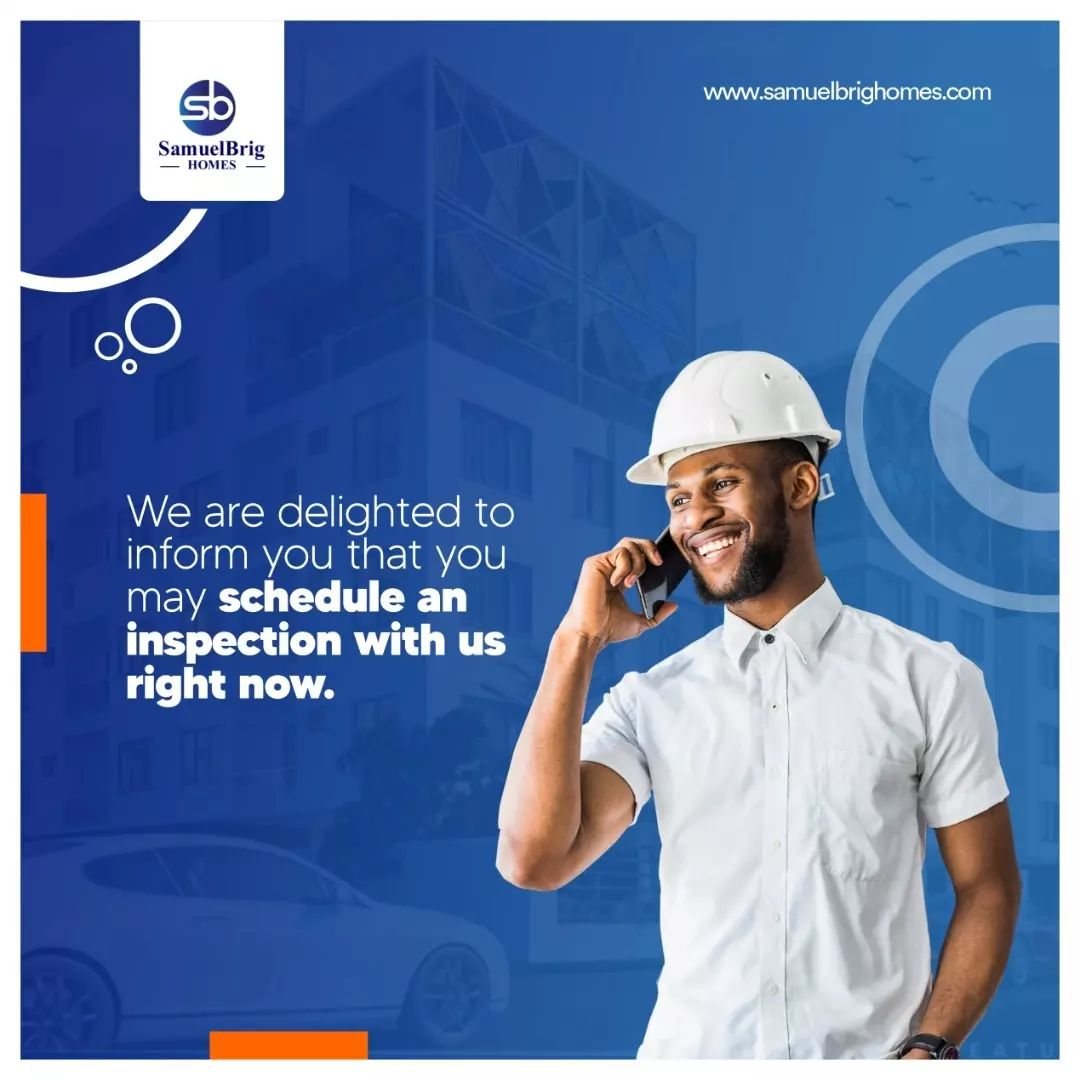 sb
SamuelBrig
HOMES
www.samuelbrighomes.com
We are delighted to
inform you that you
may schedule an
inspection with us
right now.